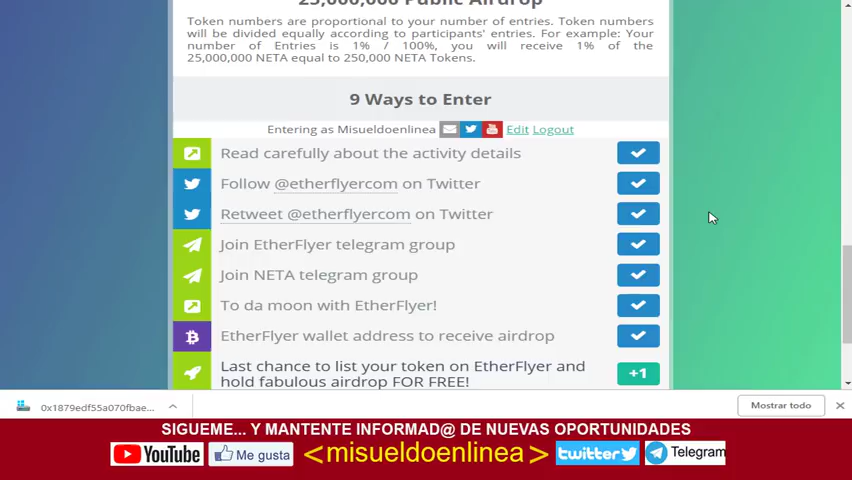 25,000,000 Public Airdrop
Token numbers are proportional to your number of entries. Token numbers
will be divided equally according to participants' entries. For example: Your
number of Entries is 1% / 100%, you will receive 1% of the
25,000,000 NETA equal to 250,000 NETA Tokens.
9 Ways to Enter
Entering as Misueldoenlinea Edit Logout
Read carefully about the activity details
Follow @etherflyercom on Twitter
Retweet @etherflyercom on Twitter
Join EtherFlyer telegram group
Join NETA telegram group
To da moon with EtherFlyer!
EtherFlyer wallet address to receive airdrop
Last chance to list your token on EtherFlyer and
hold fabulous airdrop FOR FREE!
+1
0x1879edf55a070fbae...
Mostrar todo
SIGUEME... Y MANTENTE INFORMAD@ DE NUEVAS OPORTUNIDADES
YouTube Me gusta <misueldoenlinea> twitter Telegram